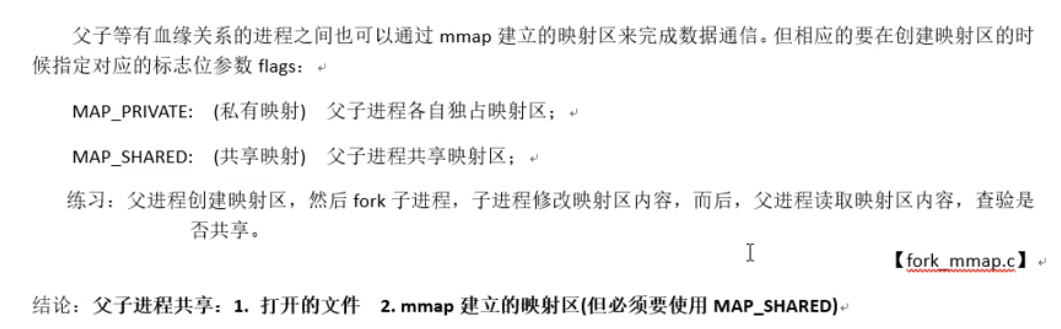 父子等有血缘关系的进程之间也可以通过 mmap 建立的映射区来完成数据通信。但相应的要在创建映射区的时
候指定对应的标志位参数 flags：
MAP_PRIVATE: (私有映射) 父子进程各自独占映射区；
MAP_SHARED: (共享映射) 父子进程共享映射区；
练习：父进程创建映射区，然后 fork 子进程，子进程修改映射区内容，而后，父进程读取映射区内容，查验是
否共享。
【fork_mmap.c】
结论：父子进程共享：1. 打开的文件 2. mmap 建立的映射区(但必须要使用 MAP_SHARED)